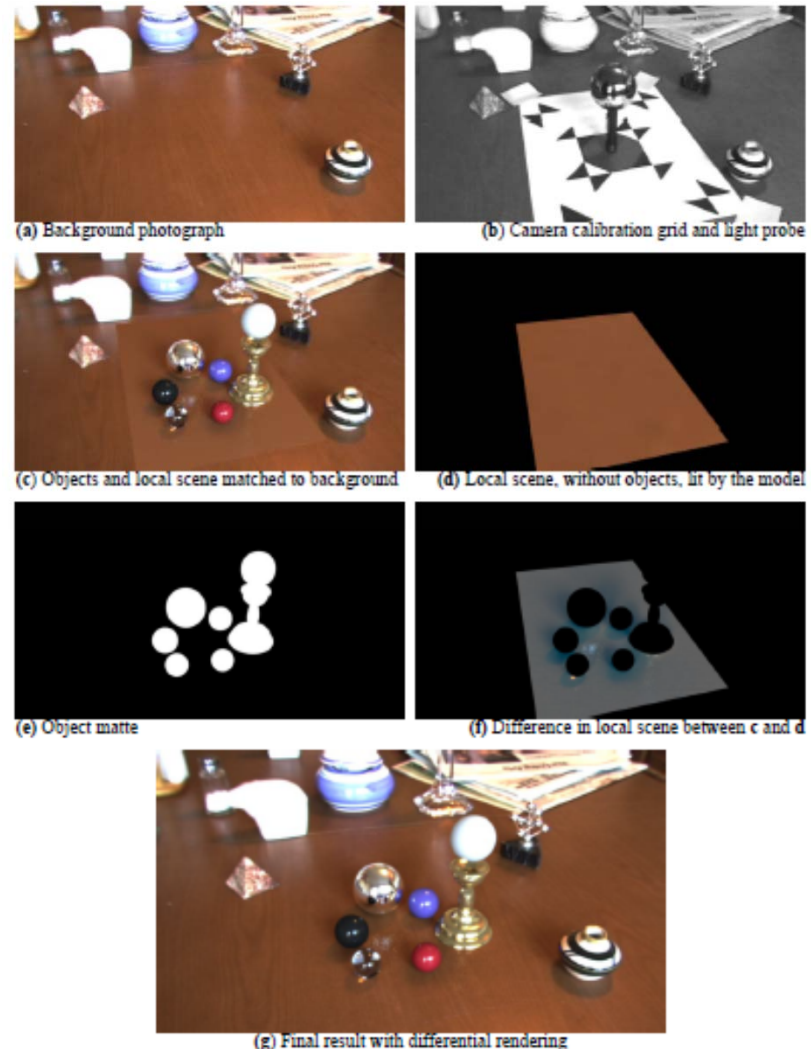 (a) Background photograph
(b) Camera calibration grid and light probe
(c) Objects and local scene matched to background
(d) Local scene, without objects, lit by the model
(e) Object matte
(f) Difference in local scene between c and d
(g) Final result with differential rendering